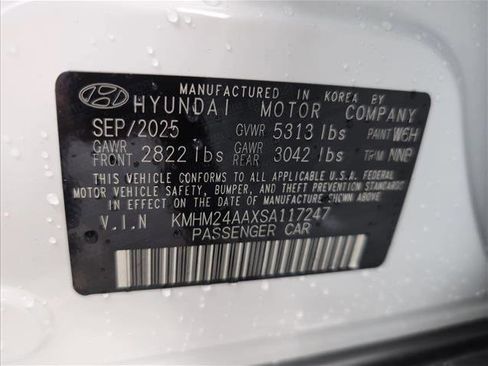 MANUFACTURED IN KOREA BY
HYUNDAI MOTOR COMPANY
SEP/2025 GVWR 5313 lbs PAINT WGH
GAWR FRONT 2822 lbs GAWR REAR 3042 lbs TRIM NNB
THIS VEHICLE CONFORMS TO ALL APPLICABLE U.S.A. FEDERAL
MOTOR VEHICLE SAFETY, BUMPER, AND THEFT PREVENTION STANDARDS
IN EFFECT ON THE DATE OF MANUFACTURE SHOWN ABOVE
V.I.N KMHM24AAXSA117247
PASSENGER CAR